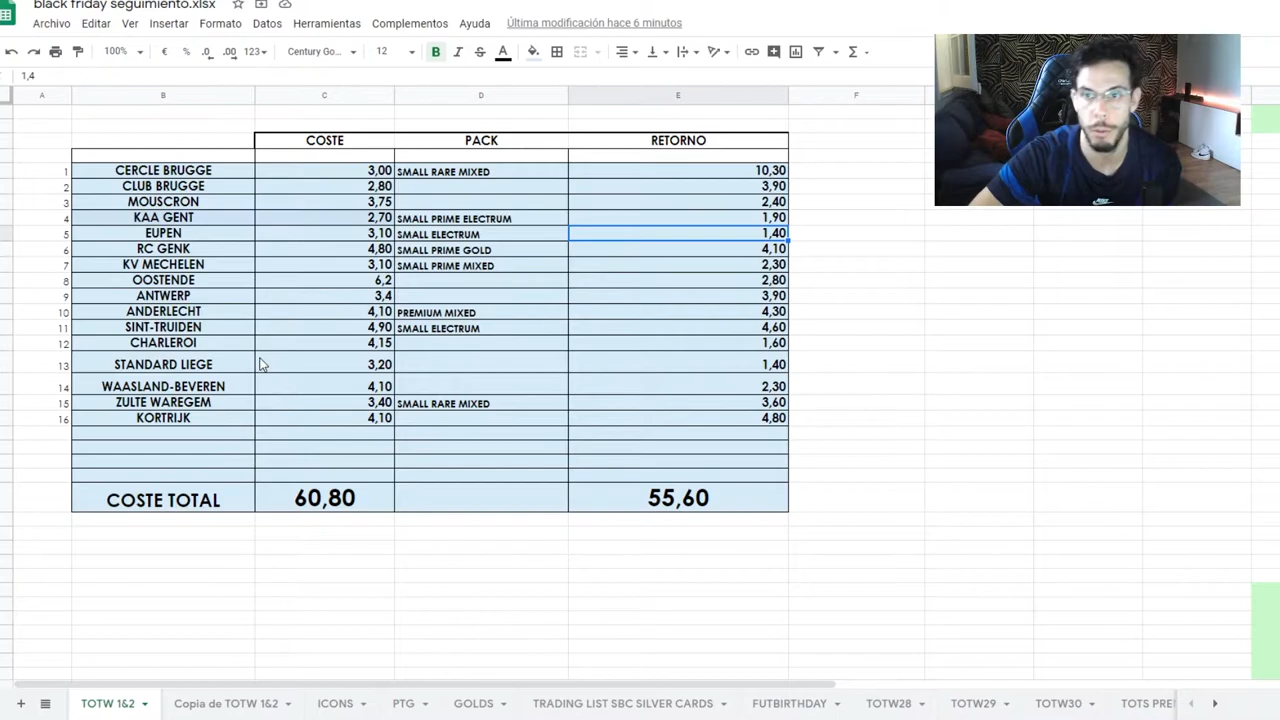 black friday seguimiento.xlsx
Archivo Editar Ver Insertar Formato Datos Herramientas Complementos Ayuda Última modificación hace 6 minutos
100% € % .0 .00 123 Century Go... 12 B I S A
1,4
A B C D E F
COSTE PACK RETORNO
1 CERCLE BRUGGE 3,00 SMALL RARE MIXED 10,30
2 CLUB BRUGGE 2,80 3,90
3 MOUSCRON 3,75 2,40
4 KAA GENT 2,70 SMALL PRIME ELECTRUM 1,90
5 EUPEN 3,10 SMALL ELECTRUM 1,40
6 RC GENK 4,80 SMALL PRIME GOLD 4,10
7 KV MECHELEN 3,10 SMALL PRIME MIXED 2,30
8 OOSTENDE 6,2 2,80
9 ANTWERP 3,4 3,90
10 ANDERLECHT 4,10 PREMIUM MIXED 4,30
11 SINT-TRUIDEN 4,90 SMALL ELECTRUM 4,60
12 CHARLEROI 4,15 1,60
13 STANDARD LIEGE 3,20 1,40
14 WAASLAND-BEVEREN 4,10 2,30
15 ZULTE WAREGEM 3,40 SMALL RARE MIXED 3,60
16 KORTRIJK 4,10 4,80
COSTE TOTAL 60,80 55,60
TOTW 1&2 Copia de TOTW 1&2 ICONS PTG GOLDS TRADING LIST SBC SILVER CARDS FUTBIRTHDAY TOTW28 TOTW29 TOTW30 TOTS PRE